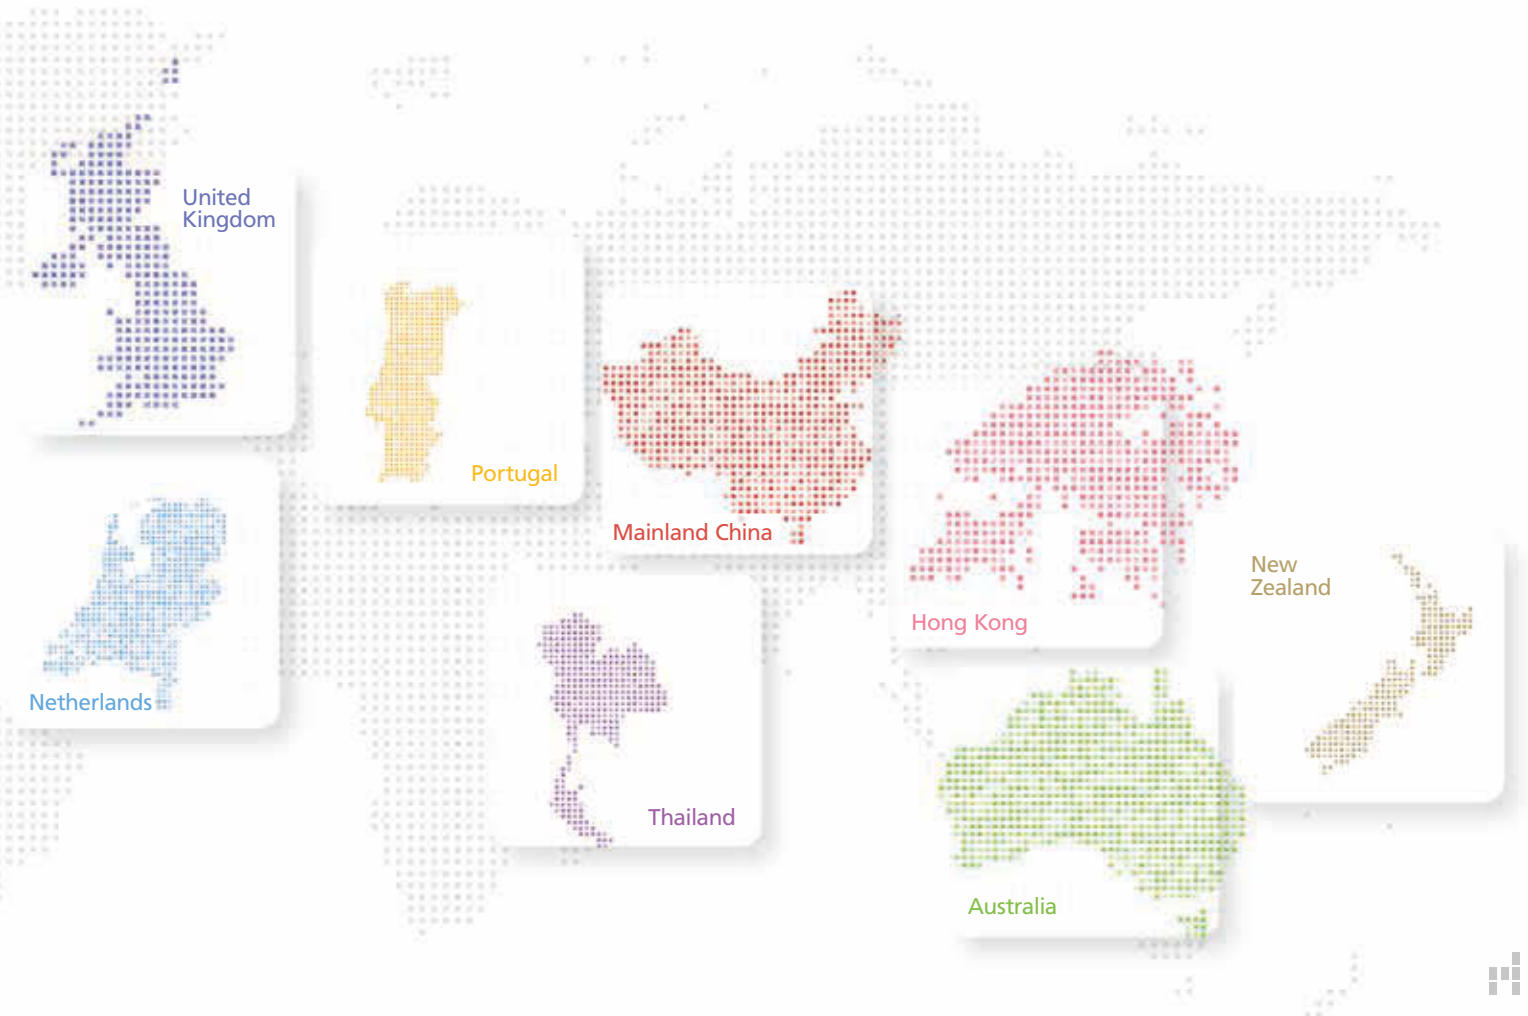 United
Kingdom
Portugal
Mainland China
Hong Kong
New
Zealand
Netherlands
Thailand
Australia